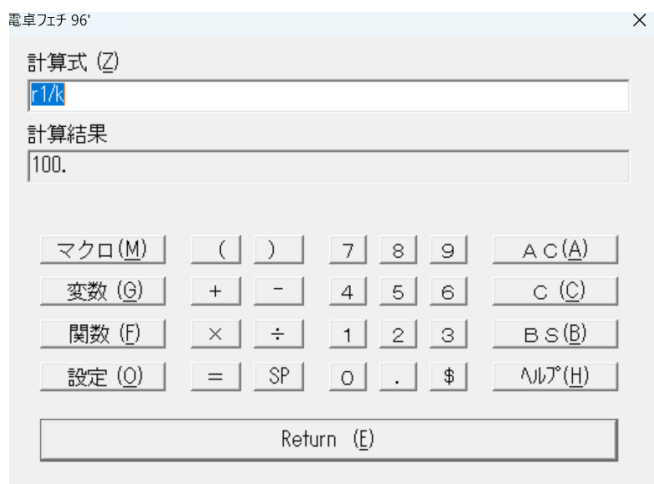 電卓フェチ 96'
計算式 (Z)
r1/k
計算結果
100.
マクロ(M) ( ) 7 8 9 AC(A)
変数 (G) + - 4 5 6 C (C)
関数 (F) × ÷ 1 2 3 BS(B)
設定 (O) = SP 0 . $ ﾍﾙﾌﾟ(H)
Return (E)